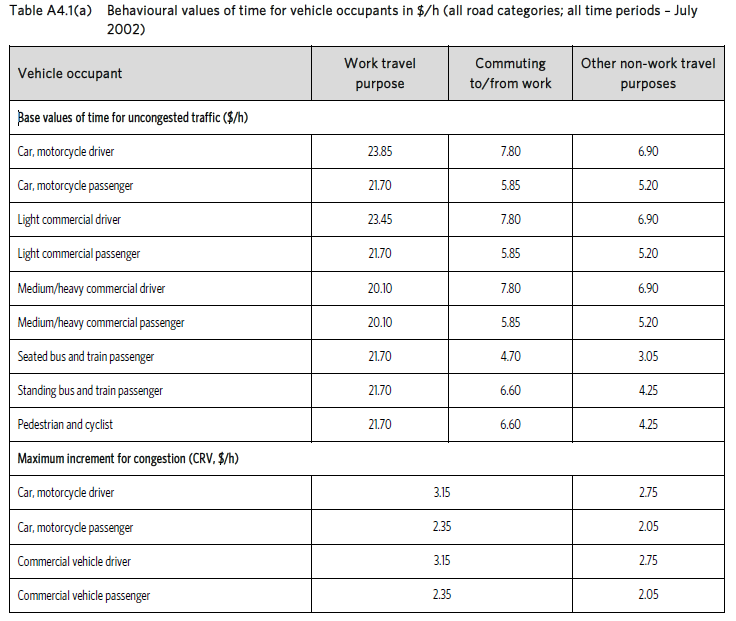 Table A4.1(a) Behavioural values of time for vehicle occupants in $/h (all road categories; all time periods – July
2002)
Vehicle occupant Work travel purpose Commuting to/from work Other non-work travel purposes
Base values of time for uncongested traffic ($/h)
Car, motorcycle driver 23.85 7.80 6.90
Car, motorcycle passenger 21.70 5.85 5.20
Light commercial driver 23.45 7.80 6.90
Light commercial passenger 21.70 5.85 5.20
Medium/heavy commercial driver 20.10 7.80 6.90
Medium/heavy commercial passenger 20.10 5.85 5.20
Seated bus and train passenger 21.70 4.70 3.05
Standing bus and train passenger 21.70 6.60 4.25
Pedestrian and cyclist 21.70 6.60 4.25
Maximum increment for congestion (CRV, $/h)
Car, motorcycle driver 3.15 2.75
Car, motorcycle passenger 2.35 2.05
Commercial vehicle driver 3.15 2.75
Commercial vehicle passenger 2.35 2.05